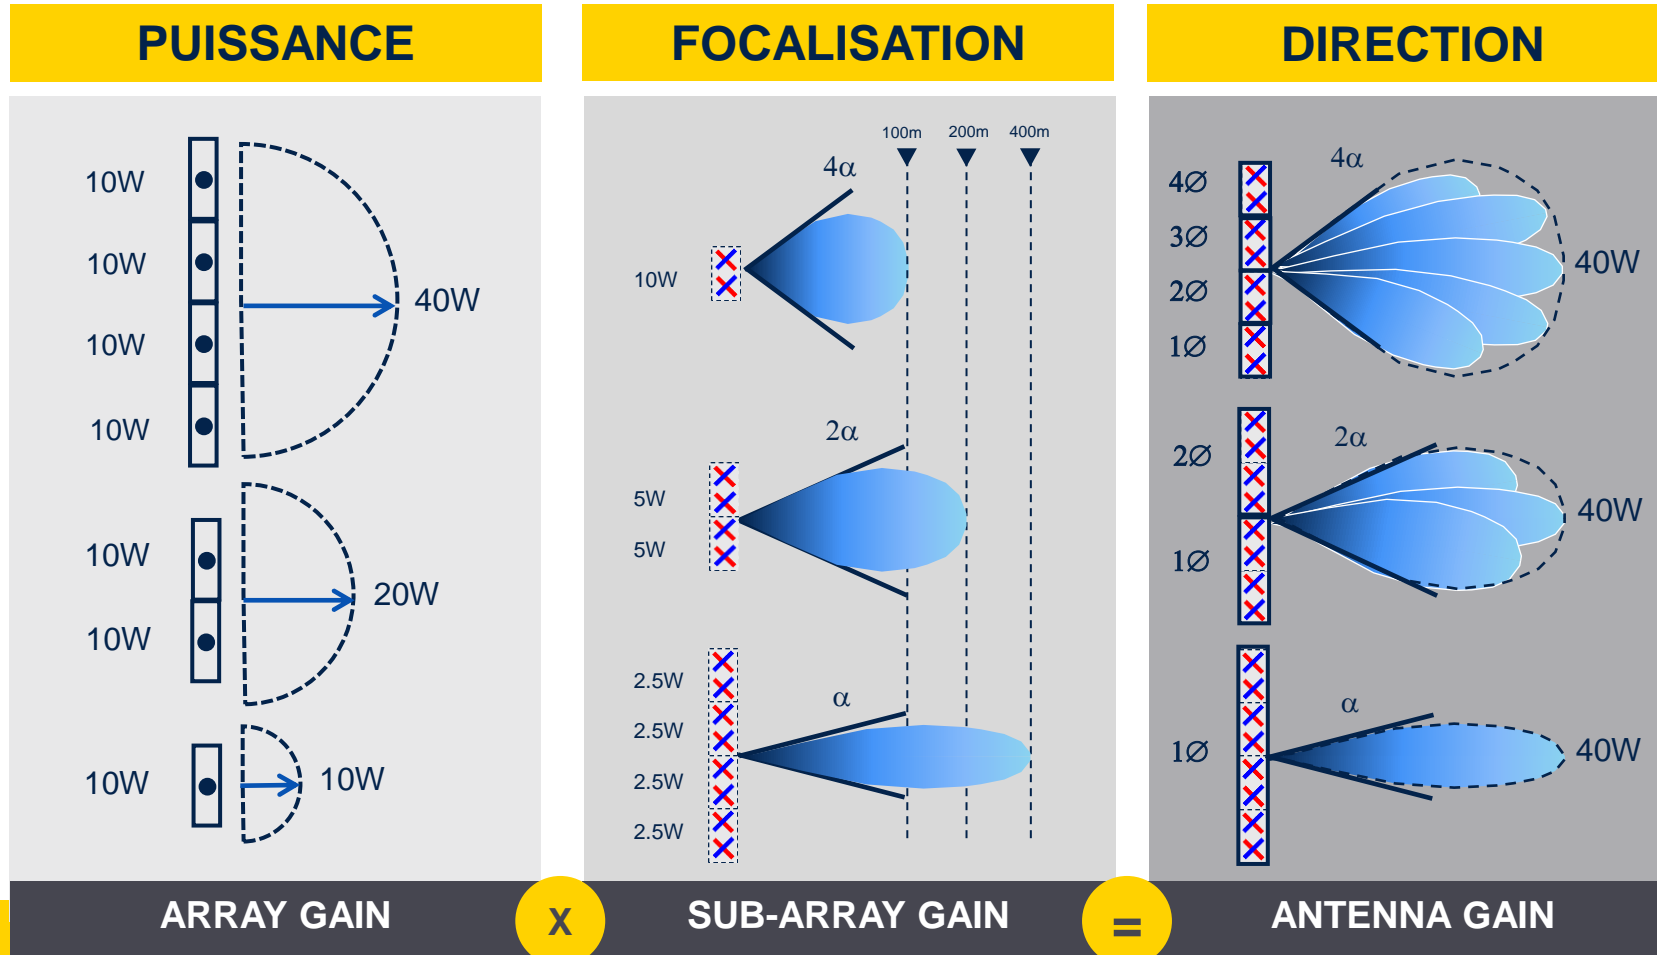 PUISSANCE
10W
10W
10W
10W
40W
10W
10W
20W
10W
10W
ARRAY GAIN
x
FOCALISATION
100m 200m 400m
4α
10W
2α
5W
5W
α
2.5W
2.5W
2.5W
2.5W
SUB-ARRAY GAIN
=
DIRECTION
4α
4Ø
3Ø
2Ø
1Ø
40W
2α
2Ø
1Ø
40W
α
1Ø
40W
ANTENNA GAIN